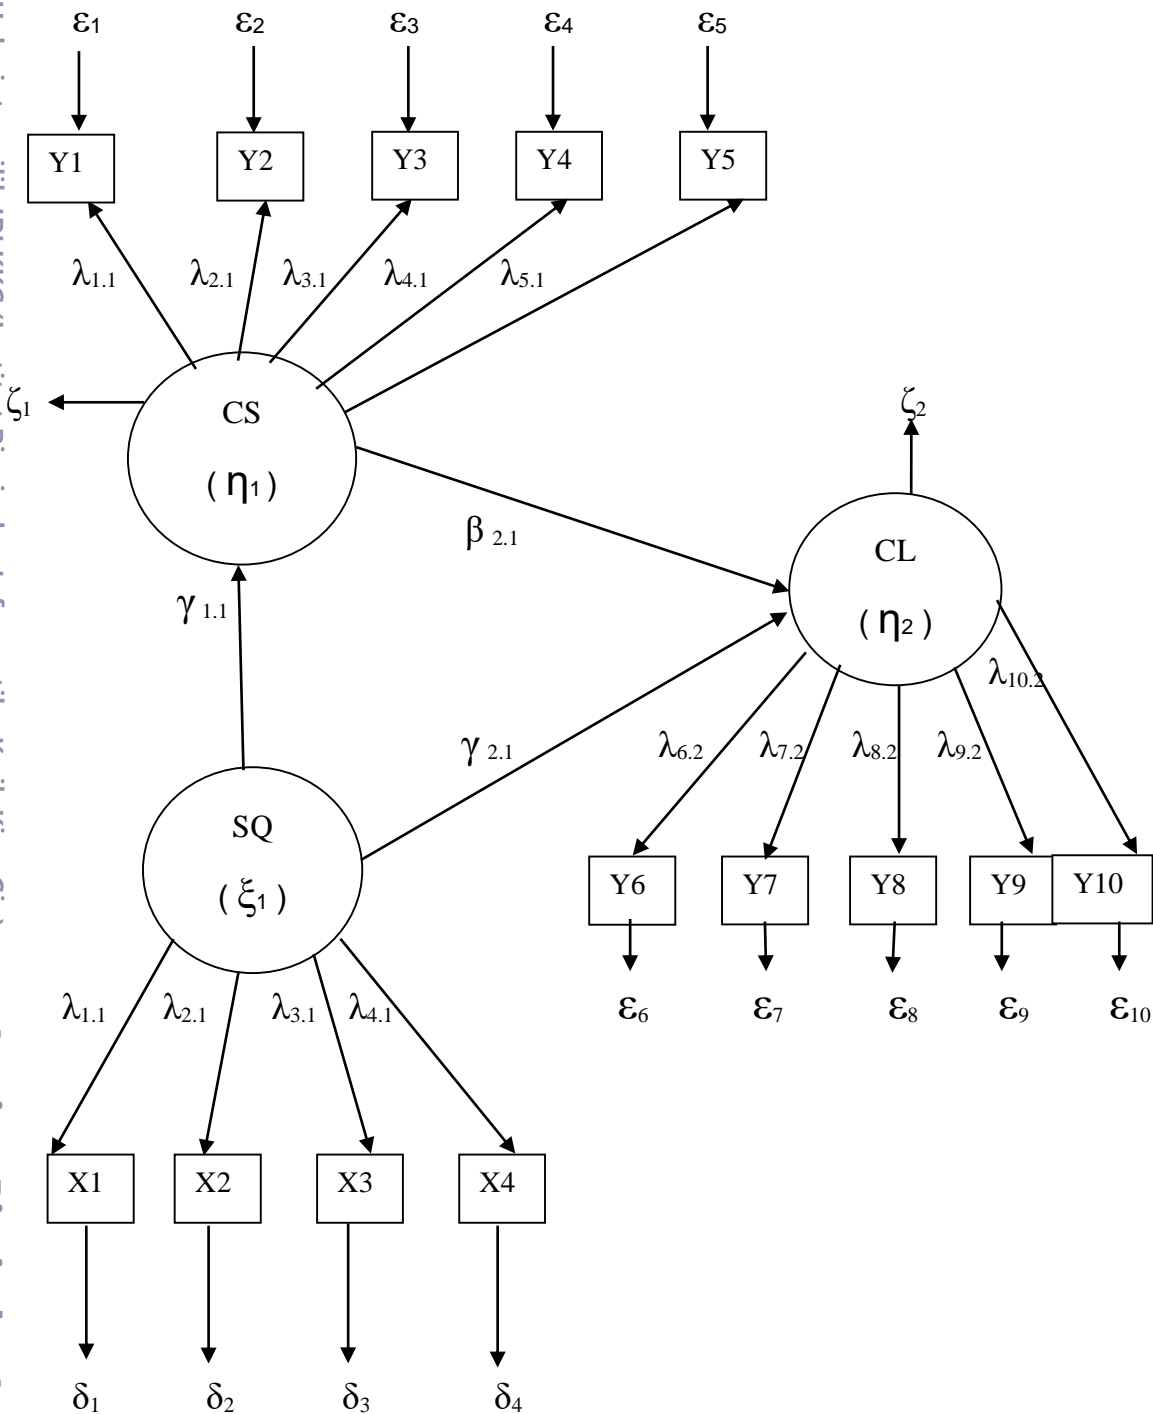 ε1 ε2 ε3 ε4 ε5
Y1 Y2 Y3 Y4 Y5
λ1.1 λ2.1 λ3.1 λ4.1 λ5.1
ζ1
CS
( η1 )
ζ2
β 2.1
CL
( η2 )
γ 1.1
λ10.2
γ 2.1
λ6.2 λ7.2 λ8.2 λ9.2
SQ
( ξ1 )
Y6 Y7 Y8 Y9 Y10
λ1.1 λ2.1 λ3.1 λ4.1
ε6 ε7 ε8 ε9 ε10
X1 X2 X3 X4
δ1 δ2 δ3 δ4